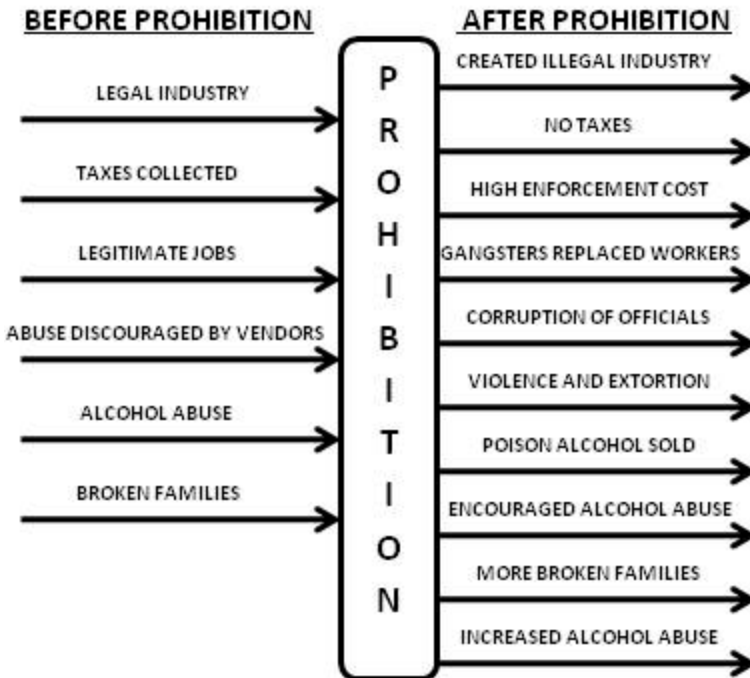 BEFORE PROHIBITION
LEGAL INDUSTRY
TAXES COLLECTED
LEGITIMATE JOBS
ABUSE DISCOURAGED BY VENDORS
ALCOHOL ABUSE
BROKEN FAMILIES
P
R
O
H
I
B
I
T
I
O
N
AFTER PROHIBITION
CREATED ILLEGAL INDUSTRY
NO TAXES
HIGH ENFORCEMENT COST
GANGSTERS REPLACED WORKERS
CORRUPTION OF OFFICIALS
VIOLENCE AND EXTORTION
POISON ALCOHOL SOLD
ENCOURAGED ALCOHOL ABUSE
MORE BROKEN FAMILIES
INCREASED ALCOHOL ABUSE